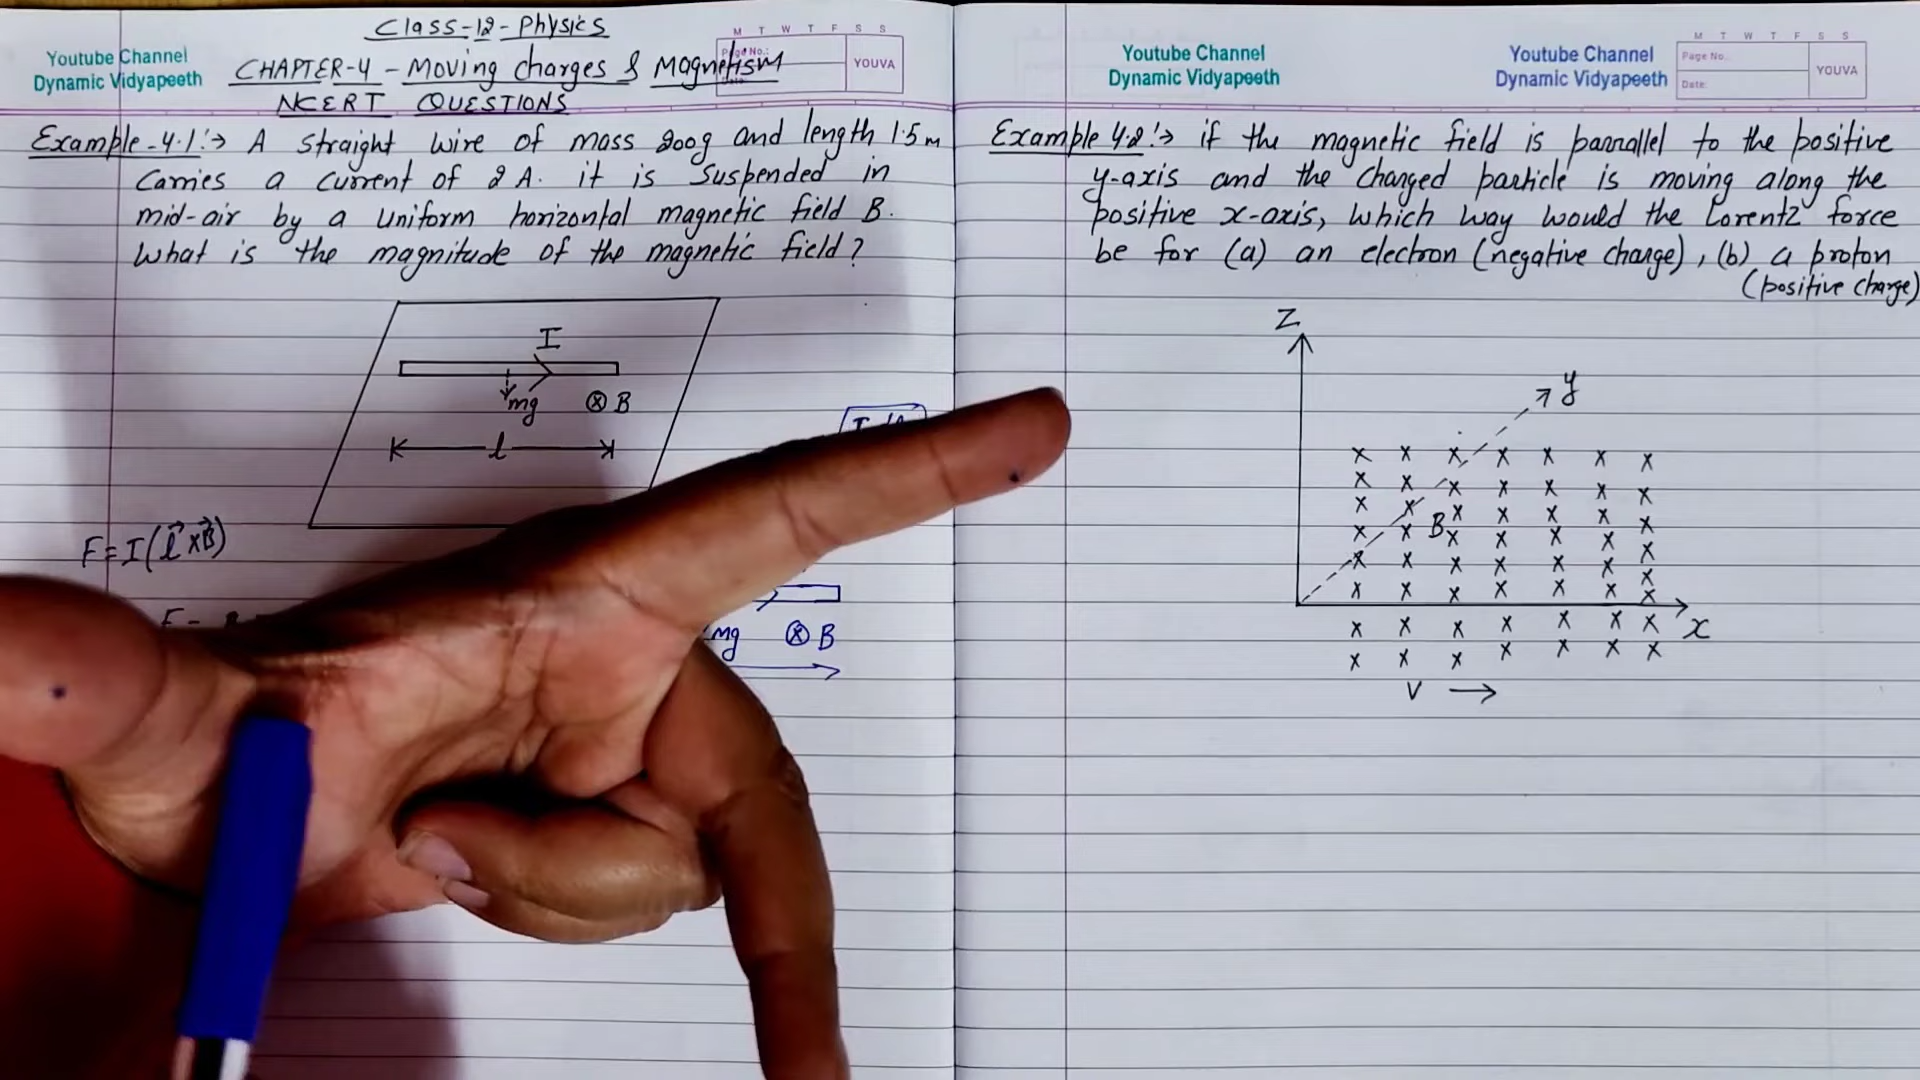 Class-12-Physics
CHAPTER-4 - Moving charges & Magnetism
NCERT QUESTIONS
Youtube Channel
Dynamic Vidyapeeth
M T W T F S S
Page No.:
YOUVA
Example-4.1:→ A straight wire of mass 200g and length 1.5m
Carries a current of 2 A. it is suspended in
mid-air by a uniform horizontal magnetic field B.
What is the magnitude of the magnetic field?
I
mg
B
l
F=I(l×B)
mg
B
Youtube Channel
Dynamic Vidyapeeth
Youtube Channel
Dynamic Vidyapeeth
M T W T F S S
Page No.
Date:
YOUVA
Example 4.2:→ if the magnetic field is parrallel to the positive
y-axis and the charged particle is moving along the
positive x-axis, which way would the Lorentz force
be for (a) an electron (negative charge), (b) a proton
(positive charge)
Z
y
x x x x x x x
x x x x x x x
x x x x x x x
x x B x x x x x
x x x x x x x
x x x x x x x
x
x x x x x x x
x x x x x x x
V →